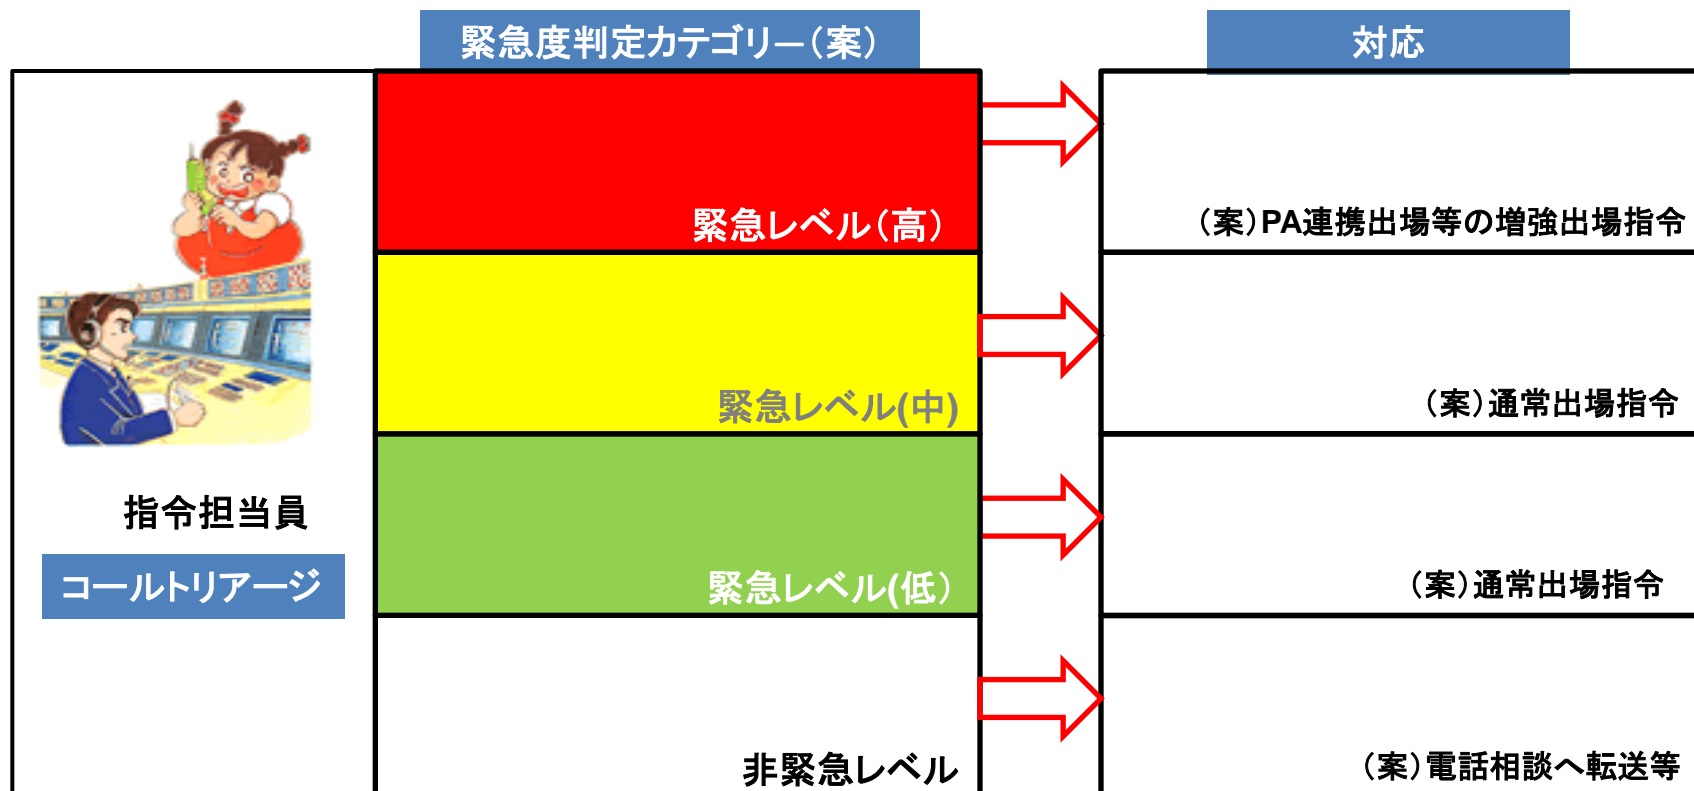 緊急度判定カテゴリー（案）
対応
緊急レベル（高）
（案）PA連携出場等の増強出場指令
緊急レベル(中)
（案）通常出場指令
指令担当員
コールトリアージ
緊急レベル(低）
（案）通常出場指令
非緊急レベル
（案）電話相談へ転送等